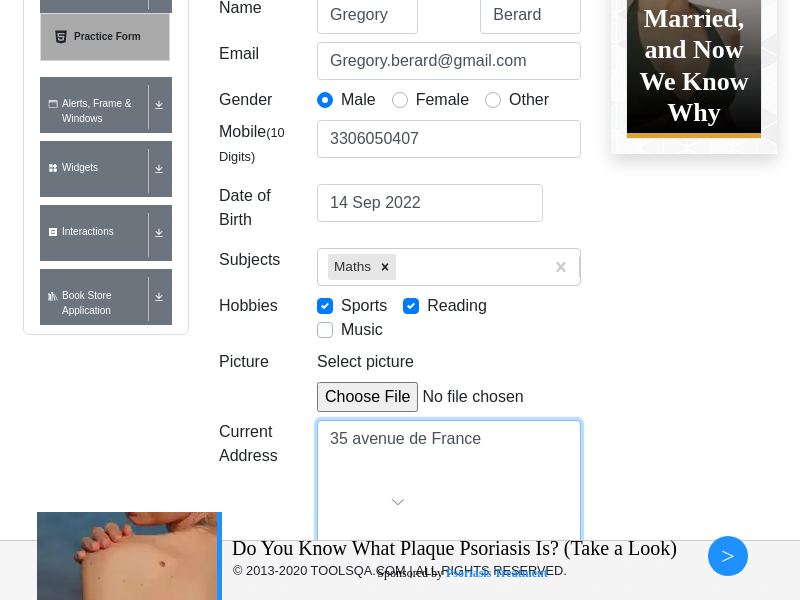 Practice Form
Alerts, Frame &
Windows
Widgets
Interactions
Book Store
Application
Name
Gregory
Berard
Email
Gregory.berard@gmail.com
Gender
Male
Female
Other
Mobile(10
Digits)
3306050407
Date of
Birth
14 Sep 2022
Subjects
Maths
Hobbies
Sports
Reading
Music
Picture
Select picture
Choose File No file chosen
Current
Address
35 avenue de France
Married,
and Now
We Know
Why
Do You Know What Plaque Psoriasis Is? (Take a Look)
>
© 2013-2020 TOOLSQA.COM | ALL RIGHTS RESERVED.
Sponsored by Psoriasis Treatment